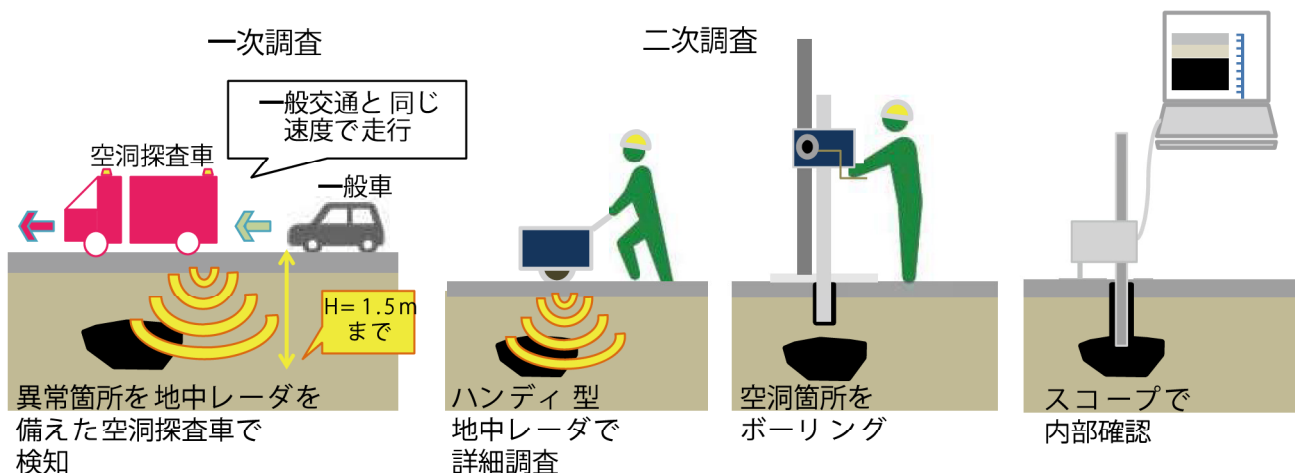 一次調査
二次調査
一般交通と同じ
速度で走行
空洞探査車
一般車
H=1.5m
まで
異常箇所を地中レーダを
備えた空洞探査車で
検知
ハンディ型
地中レーダで
詳細調査
空洞箇所を
ボーリング
スコープで
内部確認